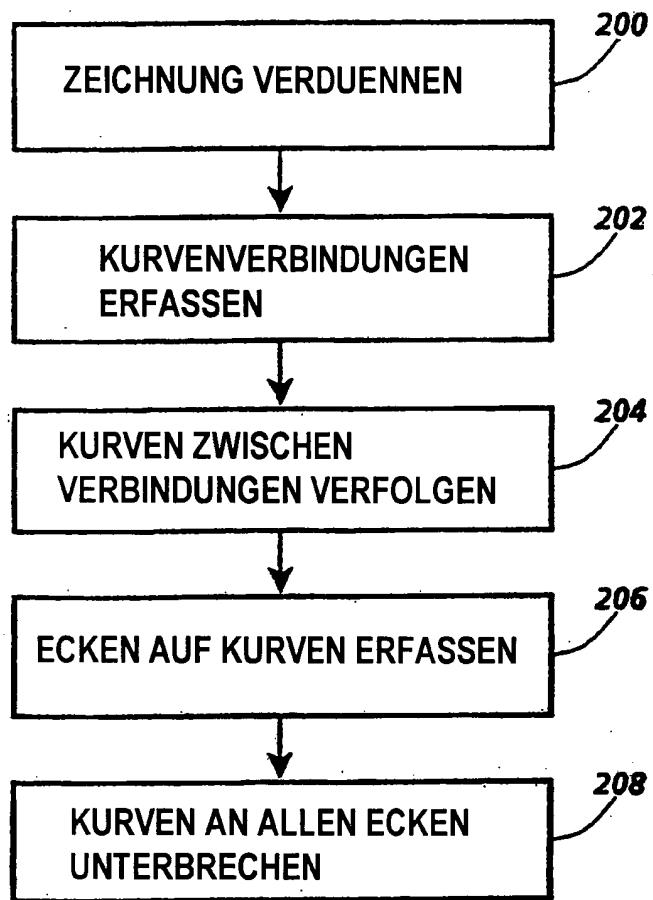 200
ZEICHNUNG VERDUENNEN
202
KURVENVERBINDUNGEN
ERFASSEN
204
KURVEN ZWISCHEN
VERBINDUNGEN VERFOLGEN
206
ECKEN AUF KURVEN ERFASSEN
208
KURVEN AN ALLEN ECKEN
UNTERBRECHEN